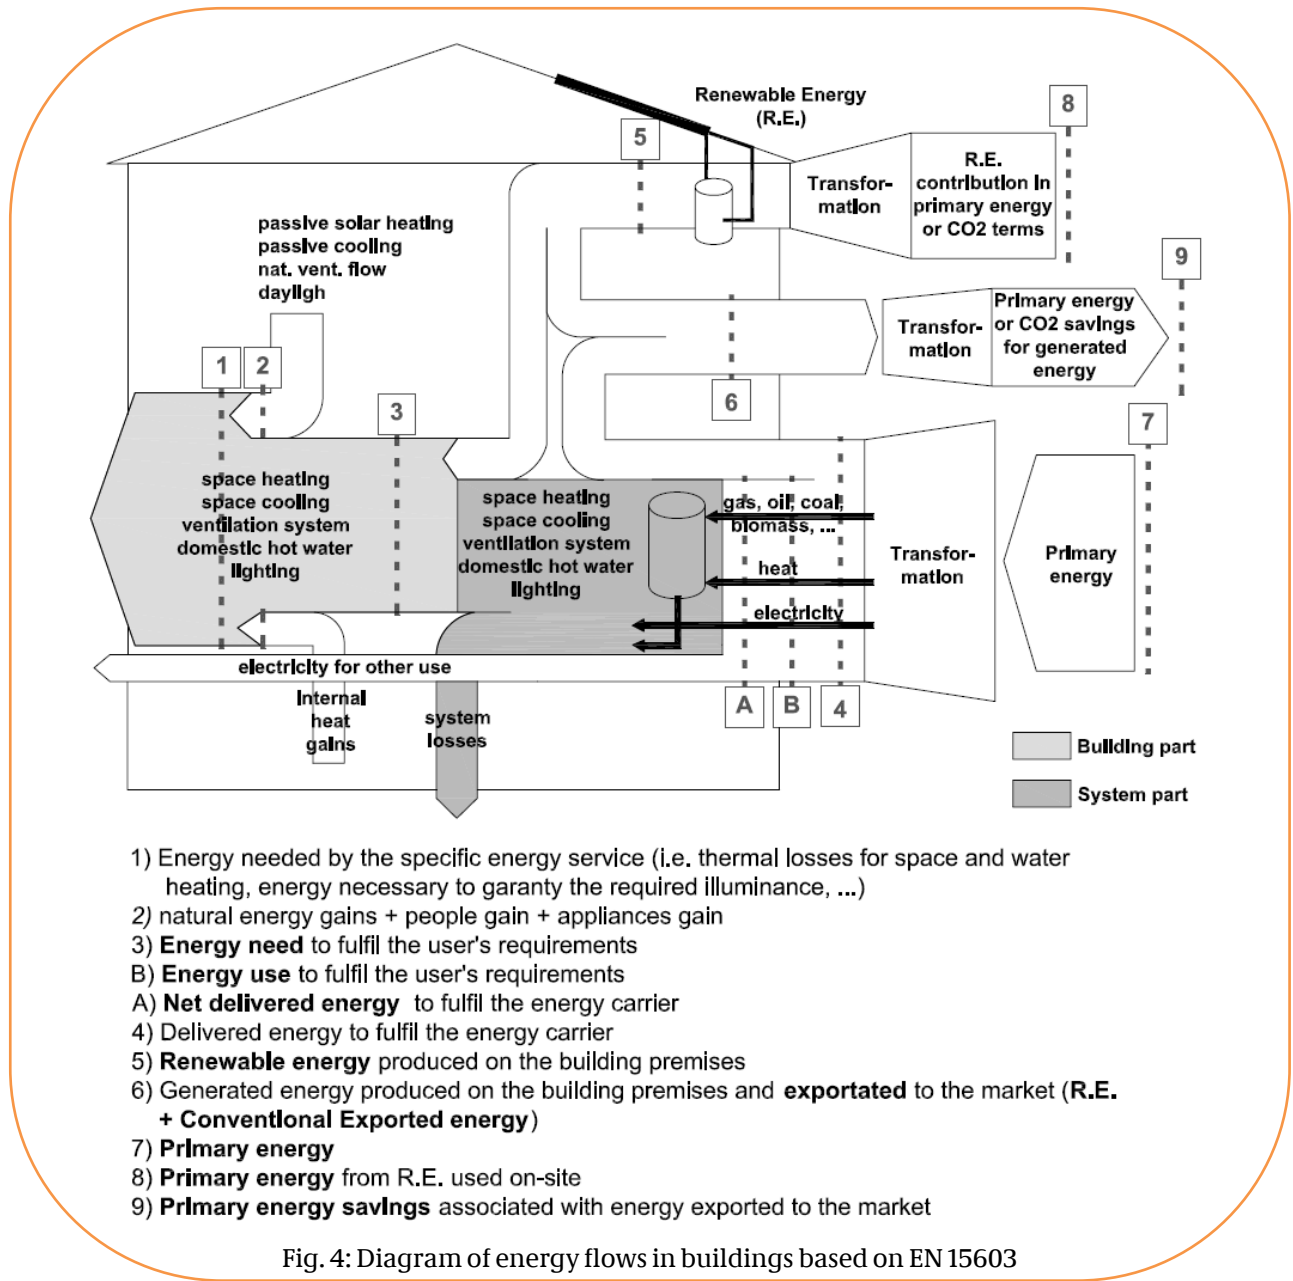 Renewable Energy
(R.E.)
8
5
R.E.
contribution in
primary energy
or CO2 terms
Transfor-
mation
passive solar heating
passive cooling
nat. vent. flow
dayligh
9
Primary energy
or CO2 savings
for generated
energy
Transfor-
mation
1
2
3
6
7
space heating
space cooling
ventilation system
domestic hot water
lighting
space heating
space cooling
ventilation system
domestic hot water
lighting
gas, oil, coal,
biomass, ...
heat
electricity
Transfor-
mation
Primary
energy
electricity for other use
Internal
heat
gains
system
losses
A
B
4
Building part
System part
1) Energy needed by the specific energy service (i.e. thermal losses for space and water
heating, energy necessary to garanty the required illuminance, ...)
2) natural energy gains + people gain + appliances gain
3) Energy need to fulfil the user's requirements
B) Energy use to fulfil the user's requirements
A) Net delivered energy to fulfil the energy carrier
4) Delivered energy to fulfil the energy carrier
5) Renewable energy produced on the building premises
6) Generated energy produced on the building premises and exportated to the market (R.E.
+ Conventional Exported energy)
7) Primary energy
8) Primary energy from R.E. used on-site
9) Primary energy savings associated with energy exported to the market
Fig. 4: Diagram of energy flows in buildings based on EN 15603